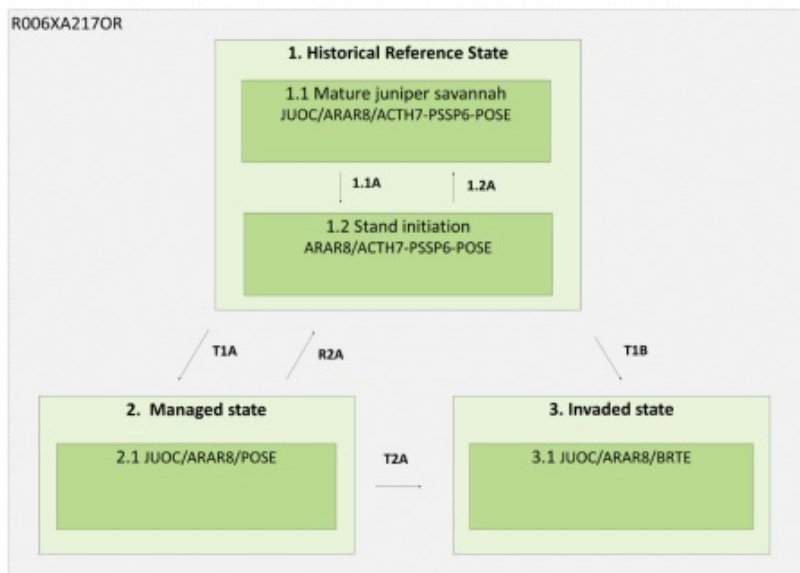 R006XA217OR
1. Historical Reference State
1.1 Mature juniper savannah
JUOC/ARAR8/ACTH7-PSSP6-POSE
1.1A
1.2A
1.2 Stand initiation
ARAR8/ACTH7-PSSP6-POSE
T1A
R2A
T1B
2. Managed state
2.1 JUOC/ARAR8/POSE
T2A
3. Invaded state
3.1 JUOC/ARAR8/BRTE